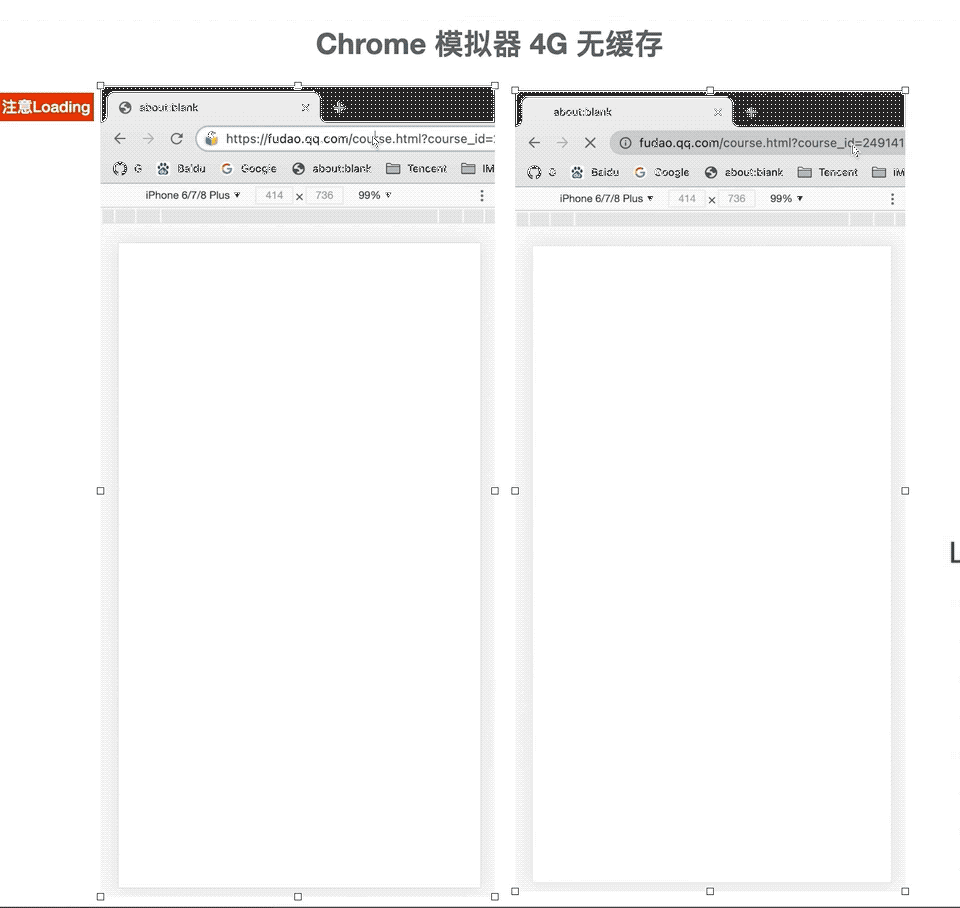 Chrome 模拟器 4G 无缓存
注意Loading
about:blank
https://fudao.qq.com/course.html?course_id=
G Baidu Google about:blank Tencent IM
iPhone 6/7/8 Plus 414 x 736 99%
about:blank
fudao.qq.com/course.html?course_id=249141
G Baidu Google about:blank Tencent IM
iPhone 6/7/8 Plus 414 x 736 99%
L